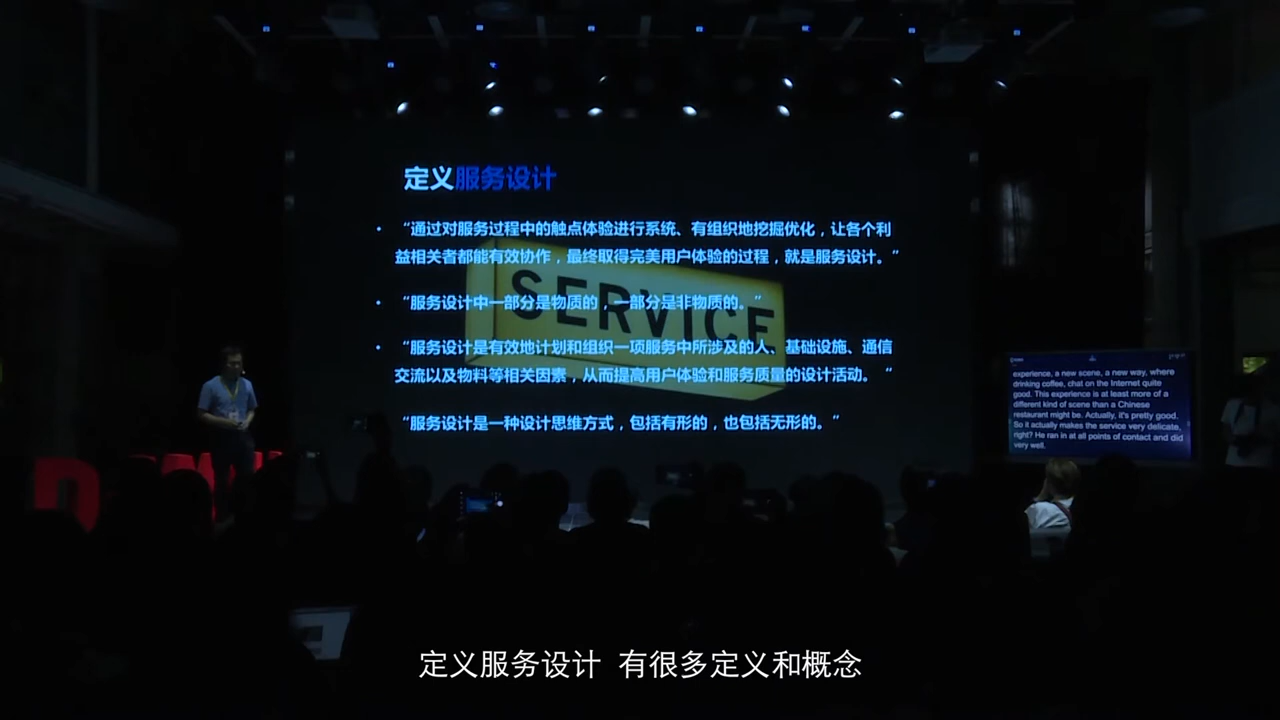 定义服务设计
• “通过对服务过程中的触点体验进行系统、有组织地挖掘优化，让各个利
益相关者都能有效协作，最终取得完美用户体验的过程，就是服务设计。”
• “服务设计中一部分是物质的，一部分是非物质的。”
• “服务设计是有效地计划和组织一项服务中所涉及的人、基础设施、通信
交流以及物料等相关因素，从而提高用户体验和服务质量的设计活动。“
“服务设计是一种设计思维方式，包括有形的，也包括无形的。”
SERVICE
experience, a new scene, a new way, where
drinking coffee, chat on the Internet quite
good. This experience is at least more of a
different kind of scene than a Chinese
restaurant might be. Actually, it's pretty good.
So it actually makes the service very delicate,
right? He ran in at all points of contact and did
very well.
定义服务设计 有很多定义和概念